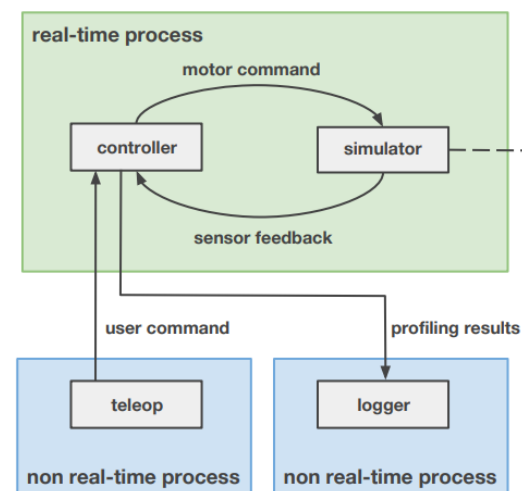 real-time process
motor command
controller
simulator
sensor feedback
user command
profiling results
teleop
logger
non real-time process
non real-time process